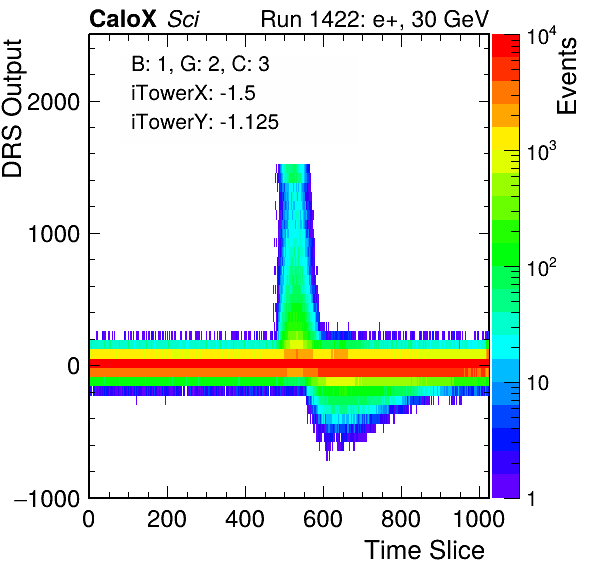 CaloX Sci Run 1422: e+, 30 GeV
B: 1, G: 2, C: 3
iTowerX: -1.5
iTowerY: -1.125
DRS Output
2000
1000
0
−1000
0 200 400 600 800 1000
Time Slice
Events
10⁴
10³
10²
10
1